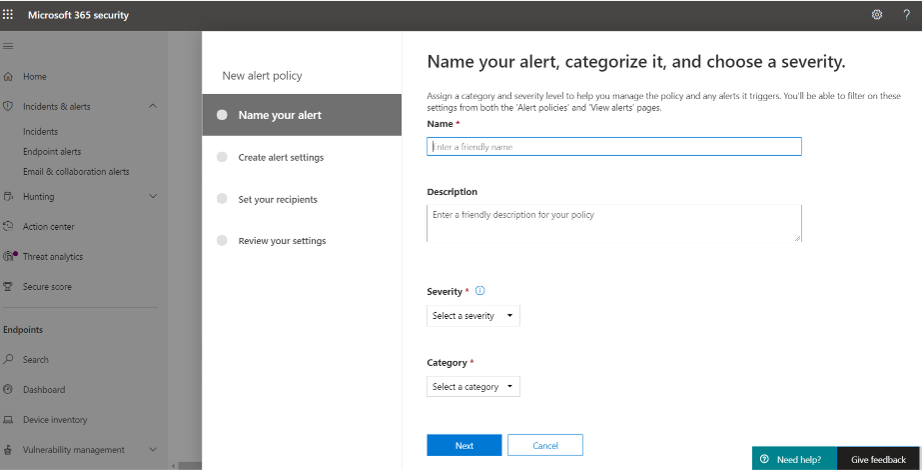 Microsoft 365 security
?
Home
Incidents & alerts
Incidents
Endpoint alerts
Email & collaboration alerts
Hunting
Action center
Threat analytics
Secure score
Endpoints
Search
Dashboard
Device inventory
Vulnerability management
New alert policy
Name your alert
Create alert settings
Set your recipients
Review your settings
Name your alert, categorize it, and choose a severity.
Assign a category and severity level to help you manage the policy and any alerts it triggers. You'll be able to filter on these
settings from both the 'Alert policies' and 'View alerts' pages.
Name *
Enter a friendly name
Description
Enter a friendly description for your policy
Severity *
Select a severity
Category *
Select a category
Next
Cancel
Need help?
Give feedback